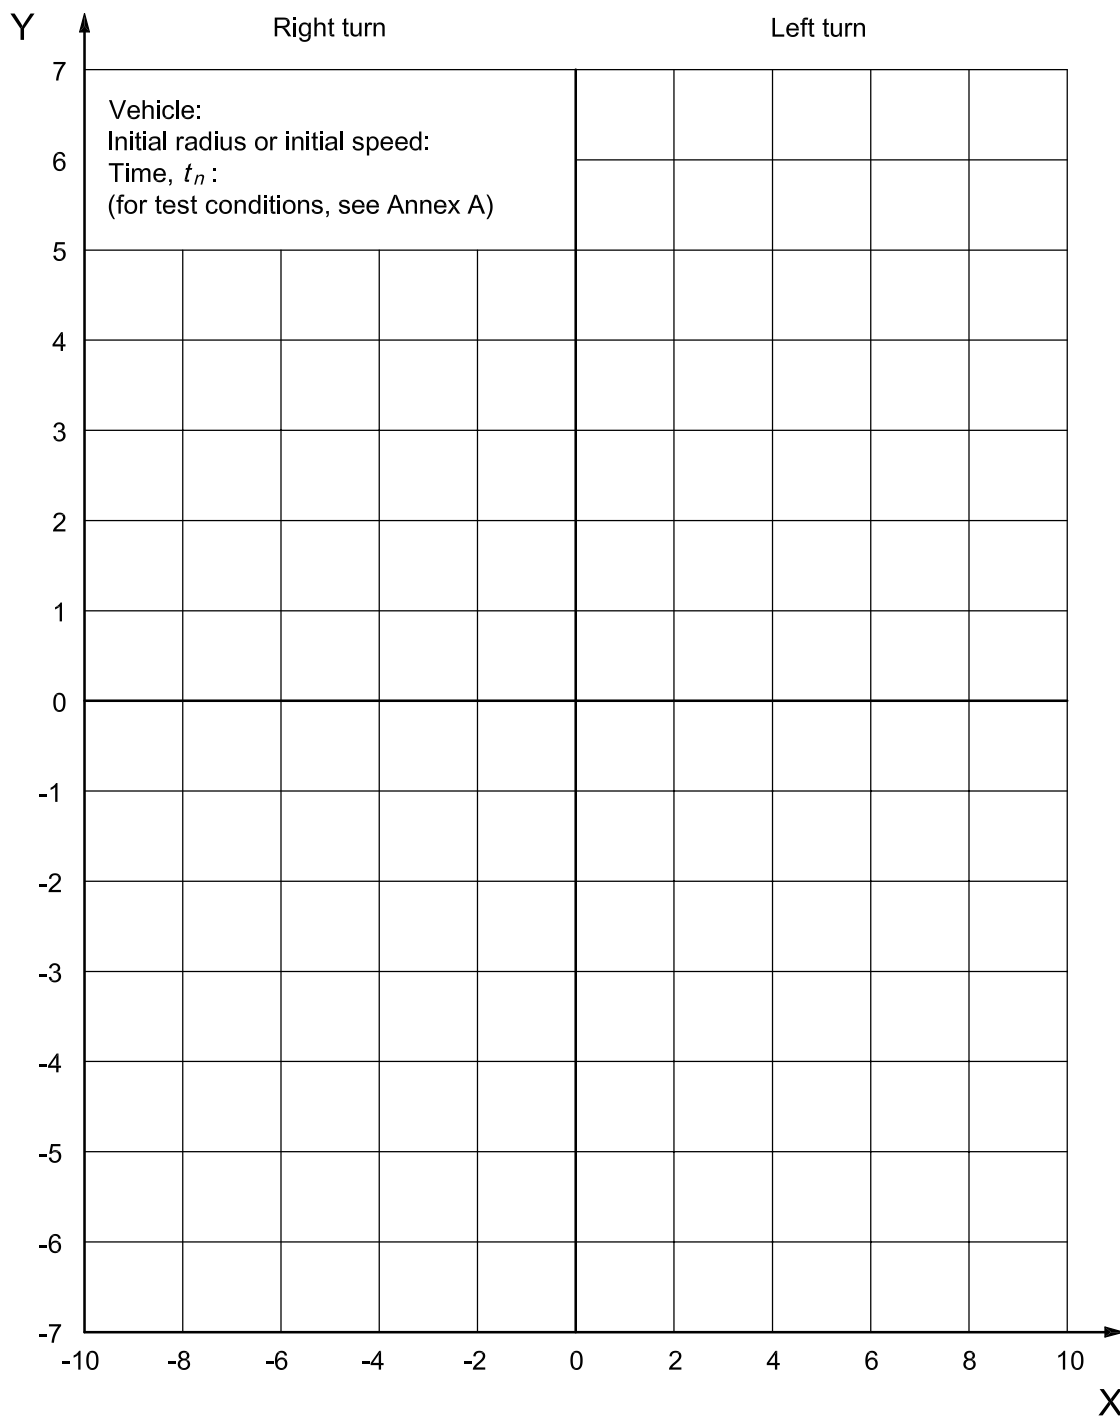 Y
Right turn Left turn
7
Vehicle:
Initial radius or initial speed:
6
Time, tn :
(for test conditions, see Annex A)
5
4
3
2
1
0
-1
-2
-3
-4
-5
-6
-7
-10 -8 -6 -4 -2 0 2 4 6 8 10
X